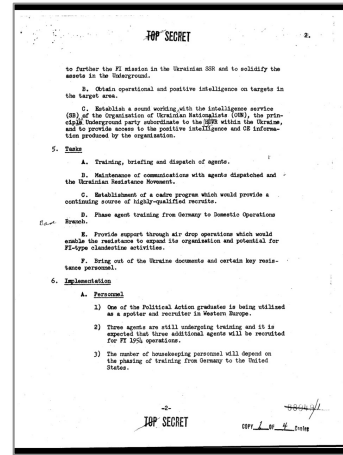 TOP SECRET
2.
to further the FI mission in the Ukrainian SSR and to solidify the
assets in the Underground.
B. Obtain operational and positive intelligence on targets in
the target area.
C. Establish a sound working with the intelligence service
(SB) of the Organization of Ukrainian Nationalists (OUN), the prin-
ciple Underground party subordinate to the UHVR within the Ukraine,
and to provide access to the positive intelligence and CE informa-
tion produced by the organization.
5. Tasks
A. Training, briefing and dispatch of agents.
B. Maintenance of communications with agents dispatched and
the Ukrainian Resistance Movement.
C. Establishment of a cadre program which would provide a
continuing source of highly-qualified recruits.
D. Phase agent training from Germany to Domestic Operations
Branch.
E. Provide support through air drop operations which would
enable the resistance to expand its organization and potential for
FI-type clandestine activities.
F. Bring out of the Ukraine documents and certain key resis-
tance personnel.
6. Implementation
A. Personnel
1) One of the Political Action graduates is being utilized
as a spotter and recruiter in Western Europe.
2) Three agents are still undergoing training and it is
expected that three additional agents will be recruited
for FI 1954 operations.
3) The number of housekeeping personnel will depend on
the phasing of training from Germany to the United
States.
-2-
TOP SECRET
COPY 1 OF 4 Copies